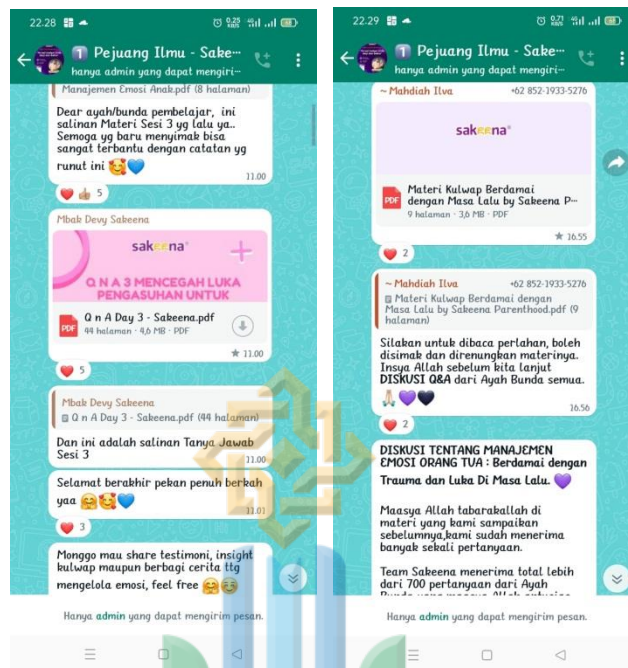 22.28
0.25 KB/S
1 Pejuang Ilmu - Sake...
hanya admin yang dapat mengiri...
Manajemen Emosi Anak.pdf (8 halaman)
Dear ayah/bunda pembelajar, ini
salinan Materi Sesi 3 yg lalu ya..
Semoga yg baru menyimak bisa
sangat terbantu dengan catatan yg
runut ini 🥰💙
11.00
❤️👍 5
Mbak Devy Sakeena
sakeena
Q N A 3 MENCEGAH LUKA
PENGASUHAN UNTUK
PDF
Q n A Day 3 - Sakeena.pdf
44 halaman · 4,6 MB · PDF
★ 11.00
❤️ 5
Mbak Devy Sakeena
Q n A Day 3 - Sakeena.pdf (44 halaman)
Dan ini adalah salinan Tanya Jawab
Sesi 3
11.00
Selamat berakhir pekan penuh berkah
yaa 🤗🥰💙
11.01
❤️ 3
Monggo mau share testimoni, insight
kulwap maupun berbagi cerita ttg
mengelola emosi, feel free 🤗☺️
Hanya admin yang dapat mengirim pesan.
22.29
0.71 KB/S
1 Pejuang Ilmu - Sake...
hanya admin yang dapat mengiri...
~ Mahdiah Ilva +62 852-1933-5276
sakeena
PDF
Materi Kulwap Berdamai
dengan Masa Lalu by Sakeena P...
9 halaman · 3,6 MB · PDF
★ 16.55
❤️ 2
~ Mahdiah Ilva +62 852-1933-5276
Materi Kulwap Berdamai dengan
Masa Lalu by Sakeena Parenthood.pdf (9
halaman)
Silakan untuk dibaca perlahan, boleh
disimak dan direnungkan materinya.
Insya Allah sebelum kita lanjut
DISKUSI Q&A dari Ayah Bunda semua.
🙏🏻💜🖤
16.56
❤️ 2
DISKUSI TENTANG MANAJEMEN
EMOSI ORANG TUA : Berdamai dengan
Trauma dan Luka Di Masa Lalu. 💜
Maasya Allah tabarakallah di
materi yang kami sampaikan
sebelumnya,kami sudah menerima
banyak sekali pertanyaan.
Team Sakeena menerima total lebih
dari 700 pertanyaan dari Ayah
Hanya admin yang dapat mengirim pesan.